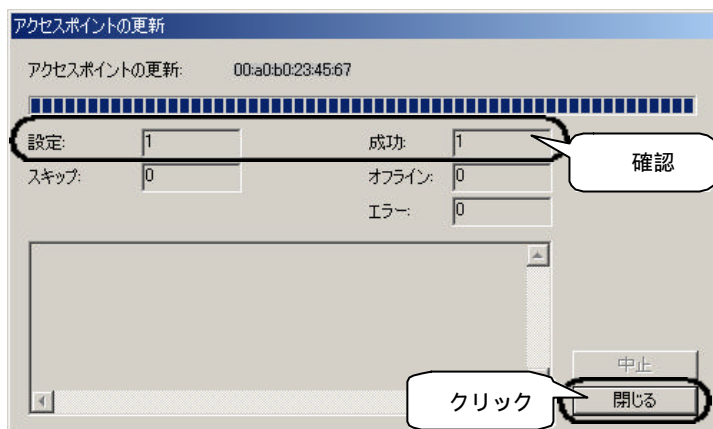 アクセスポイントの更新
アクセスポイントの更新: 00:a0:b0:23:45:67
設定: 1 成功: 1
確認
スキップ: 0 オフライン: 0
エラー: 0
中止
クリック
閉じる